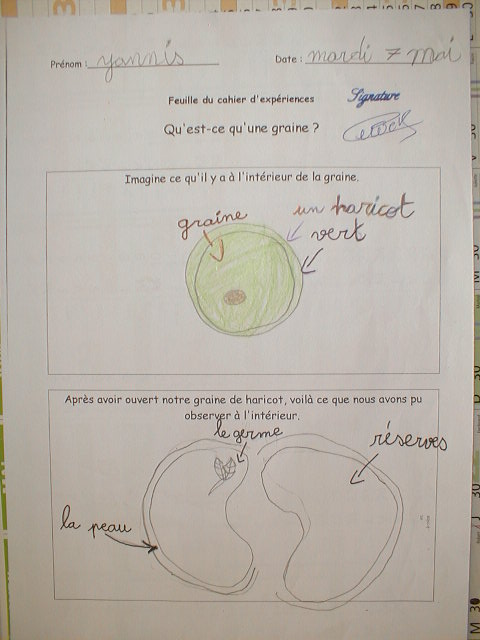 Prénom : yannis Date : mardi 7 mai
Feuille du cahier d'expériences Signature
Qu'est-ce qu'une graine ?
Imagine ce qu'il y a à l'intérieur de la graine.
graine un haricot
vert
Après avoir ouvert notre graine de haricot, voilà ce que nous avons pu
observer à l'intérieur.
le germe
réserves
la peau